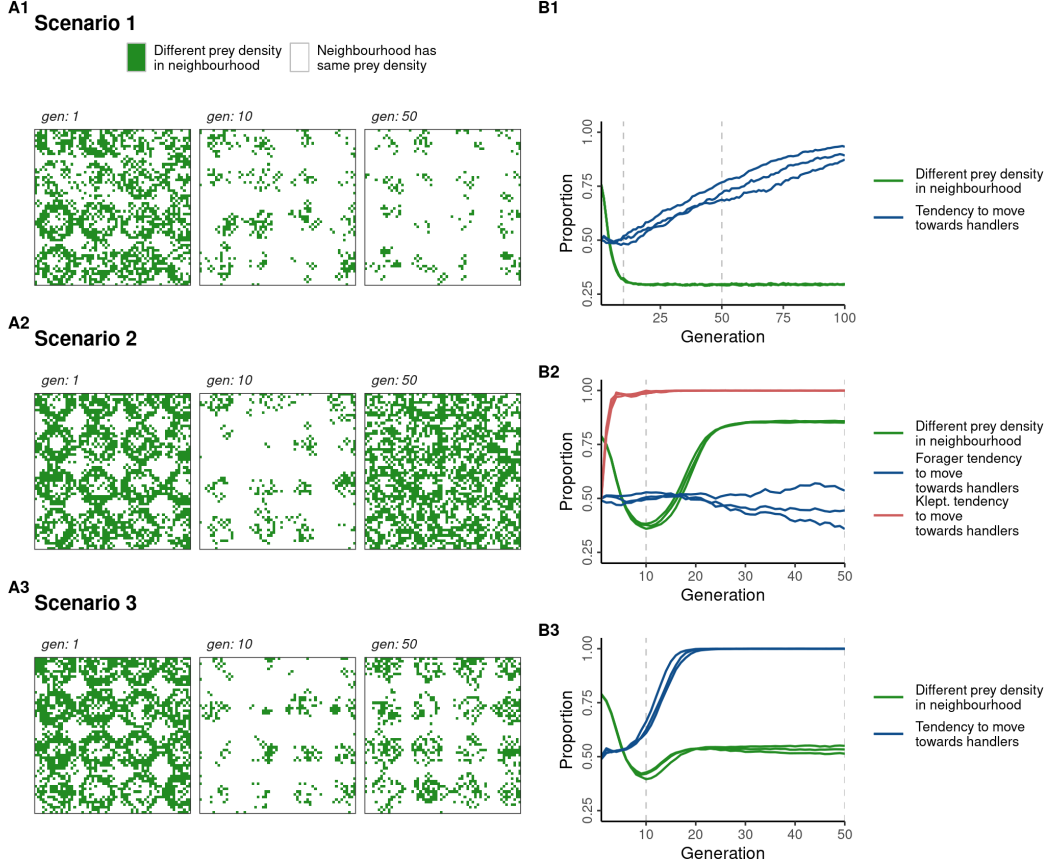 A1
Scenario 1
Different prey density
in neighbourhood
Neighbourhood has
same prey density
gen: 1
gen: 10
gen: 50
B1
1.00
0.75
0.50
0.25
Proportion
25
50
75
100
Generation
Different prey density
in neighbourhood
Tendency to move
towards handlers
A2
Scenario 2
gen: 1
gen: 10
gen: 50
B2
1.00
0.75
0.50
0.25
Proportion
10
20
30
40
50
Generation
Different prey density
in neighbourhood
Forager tendency
to move
towards handlers
Klept. tendency
to move
towards handlers
A3
Scenario 3
gen: 1
gen: 10
gen: 50
B3
1.00
0.75
0.50
0.25
Proportion
10
20
30
40
50
Generation
Different prey density
in neighbourhood
Tendency to move
towards handlers